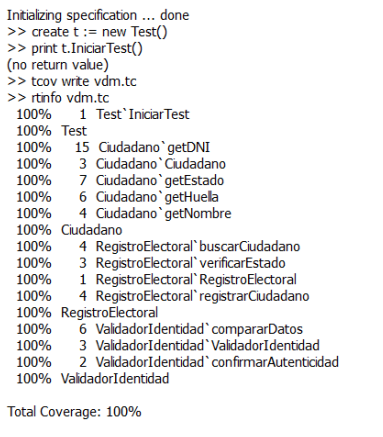 Initializing specification ... done
>> create t := new Test()
>> print t.IniciarTest()
(no return value)
>> tcov write vdm.tc
>> rtinfo vdm.tc
100% 1 Test`IniciarTest
100% Test
100% 15 Ciudadano`getDNI
100% 3 Ciudadano`Ciudadano
100% 7 Ciudadano`getEstado
100% 6 Ciudadano`getHuella
100% 4 Ciudadano`getNombre
100% Ciudadano
100% 4 RegistroElectoral`buscarCiudadano
100% 3 RegistroElectoral`verificarEstado
100% 1 RegistroElectoral`RegistroElectoral
100% 4 RegistroElectoral`registrarCiudadano
100% RegistroElectoral
100% 6 ValidadorIdentidad`compararDatos
100% 3 ValidadorIdentidad`ValidadorIdentidad
100% 2 ValidadorIdentidad`confirmarAutenticidad
100% ValidadorIdentidad
Total Coverage: 100%